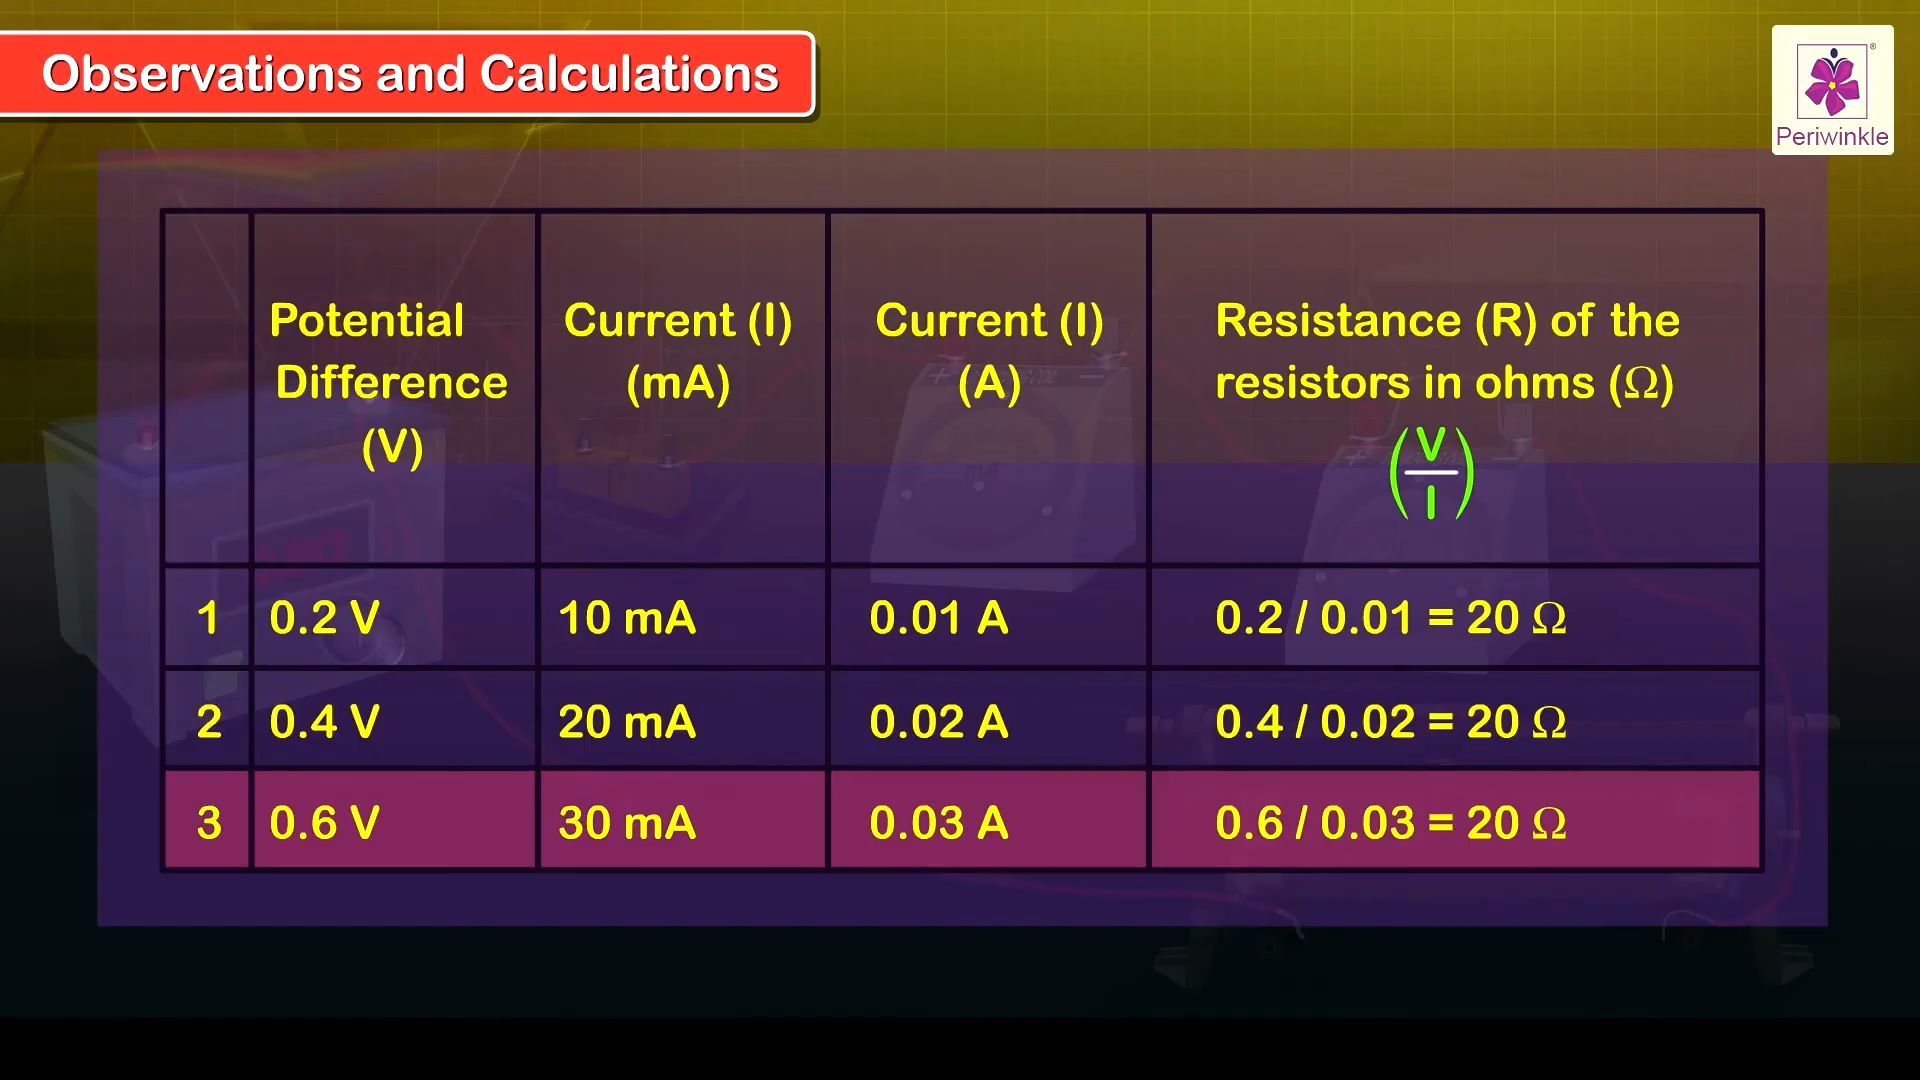 Observations and Calculations
Periwinkle
Potential
Difference
(V)
Current (I)
(mA)
Current (I)
(A)
Resistance (R) of the
resistors in ohms (Ω)
(V/I)
1 0.2 V 10 mA 0.01 A 0.2 / 0.01 = 20 Ω
2 0.4 V 20 mA 0.02 A 0.4 / 0.02 = 20 Ω
3 0.6 V 30 mA 0.03 A 0.6 / 0.03 = 20 Ω